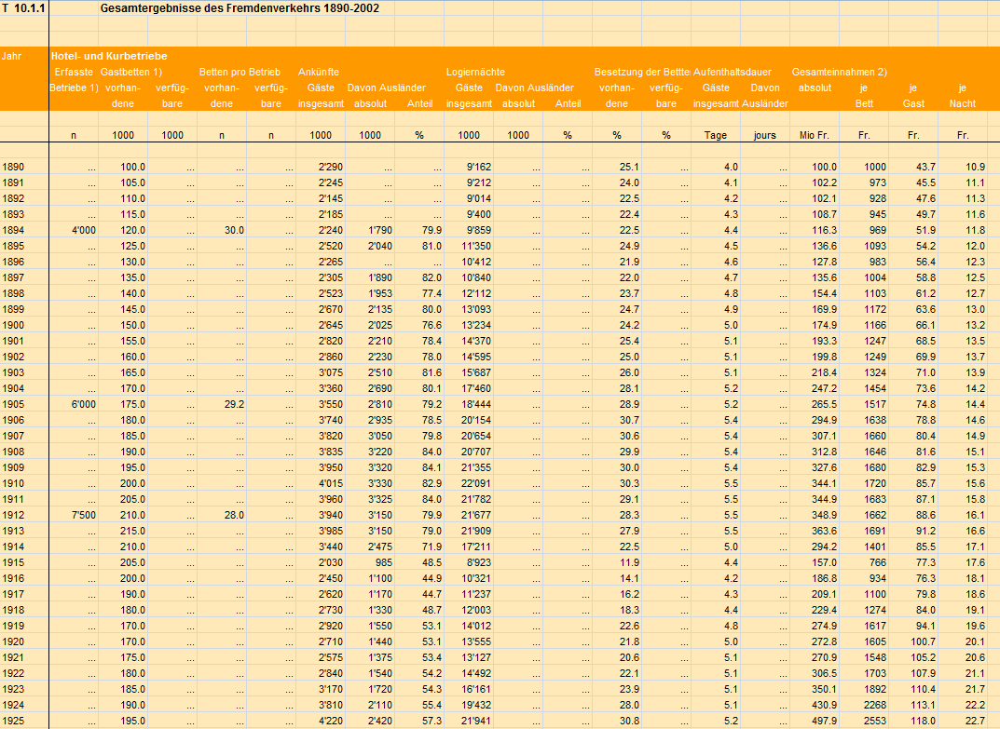 T 10.1.1 Gesamtergebnisse des Fremdenverkehrs 1890-2002
Jahr Hotel- und Kurbetriebe
Erfasste Gastbetten 1) Betten pro Betrieb Ankünfte Logiernächte Besetzung der Bette Aufenthaltsdauer Gesamteinnahmen 2)
Betriebe 1) vorhan- verfüg- vorhan- verfüg- Gäste Davon Ausländer Gäste Davon Ausländer vorhan- verfüg- Gäste Davon absolut je je je
dene bare dene bare insgesamt absolut Anteil insgesamt absolut Anteil dene bare insgesamt Ausländer Bett Gast Nacht
n 1000 1000 n n 1000 1000 % 1000 1000 % % % Tage jours Mio Fr. Fr. Fr. Fr.
1890 ... 100.0 ... ... ... 2'290 ... ... 9'162 ... ... 25.1 ... 4.0 ... 100.0 1000 43.7 10.9
1891 ... 105.0 ... ... ... 2'245 ... ... 9'212 ... ... 24.0 ... 4.1 ... 102.2 973 45.5 11.1
1892 ... 110.0 ... ... ... 2'145 ... ... 9'014 ... ... 22.5 ... 4.2 ... 102.1 928 47.6 11.3
1893 ... 115.0 ... ... ... 2'185 ... ... 9'400 ... ... 22.4 ... 4.3 ... 108.7 945 49.7 11.6
1894 4'000 120.0 ... 30.0 ... 2'240 1'790 79.9 9'859 ... ... 22.5 ... 4.4 ... 116.3 969 51.9 11.8
1895 ... 125.0 ... ... ... 2'520 2'040 81.0 11'350 ... ... 24.9 ... 4.5 ... 136.6 1093 54.2 12.0
1896 ... 130.0 ... ... ... 2'265 ... ... 10'412 ... ... 21.9 ... 4.6 ... 127.8 983 56.4 12.3
1897 ... 135.0 ... ... ... 2'305 1'890 82.0 10'840 ... ... 22.0 ... 4.7 ... 135.6 1004 58.8 12.5
1898 ... 140.0 ... ... ... 2'523 1'953 77.4 12'112 ... ... 23.7 ... 4.8 ... 154.4 1103 61.2 12.7
1899 ... 145.0 ... ... ... 2'670 2'135 80.0 13'093 ... ... 24.7 ... 4.9 ... 169.9 1172 63.6 13.0
1900 ... 150.0 ... ... ... 2'645 2'025 76.6 13'234 ... ... 24.2 ... 5.0 ... 174.9 1166 66.1 13.2
1901 ... 155.0 ... ... ... 2'820 2'210 78.4 14'370 ... ... 25.4 ... 5.1 ... 193.3 1247 68.5 13.5
1902 ... 160.0 ... ... ... 2'860 2'230 78.0 14'595 ... ... 25.0 ... 5.1 ... 199.8 1249 69.9 13.7
1903 ... 165.0 ... ... ... 3'075 2'510 81.6 15'687 ... ... 26.0 ... 5.1 ... 218.4 1324 71.0 13.9
1904 ... 170.0 ... ... ... 3'360 2'690 80.1 17'460 ... ... 28.1 ... 5.2 ... 247.2 1454 73.6 14.2
1905 6'000 175.0 ... 29.2 ... 3'550 2'810 79.2 18'444 ... ... 28.9 ... 5.2 ... 265.5 1517 74.8 14.4
1906 ... 180.0 ... ... ... 3'740 2'935 78.5 20'154 ... ... 30.7 ... 5.4 ... 294.9 1638 78.8 14.6
1907 ... 185.0 ... ... ... 3'820 3'050 79.8 20'654 ... ... 30.6 ... 5.4 ... 307.1 1660 80.4 14.9
1908 ... 190.0 ... ... ... 3'835 3'220 84.0 20'707 ... ... 29.9 ... 5.4 ... 312.8 1646 81.6 15.1
1909 ... 195.0 ... ... ... 3'950 3'320 84.1 21'355 ... ... 30.0 ... 5.4 ... 327.6 1680 82.9 15.3
1910 ... 200.0 ... ... ... 4'015 3'330 82.9 22'091 ... ... 30.3 ... 5.5 ... 344.1 1720 85.7 15.6
1911 ... 205.0 ... ... ... 3'960 3'325 84.0 21'782 ... ... 29.1 ... 5.5 ... 344.9 1683 87.1 15.8
1912 7'500 210.0 ... 28.0 ... 3'940 3'150 79.9 21'677 ... ... 28.3 ... 5.5 ... 348.9 1662 88.6 16.1
1913 ... 215.0 ... ... ... 3'985 3'150 79.0 21'909 ... ... 27.9 ... 5.5 ... 363.6 1691 91.2 16.6
1914 ... 210.0 ... ... ... 3'440 2'475 71.9 17'211 ... ... 22.5 ... 5.0 ... 294.2 1401 85.5 17.1
1915 ... 205.0 ... ... ... 2'030 985 48.5 8'923 ... ... 11.9 ... 4.4 ... 157.0 766 77.3 17.6
1916 ... 200.0 ... ... ... 2'450 1'100 44.9 10'321 ... ... 14.1 ... 4.2 ... 186.8 934 76.3 18.1
1917 ... 190.0 ... ... ... 2'620 1'170 44.7 11'237 ... ... 16.2 ... 4.3 ... 209.1 1100 79.8 18.6
1918 ... 180.0 ... ... ... 2'730 1'330 48.7 12'003 ... ... 18.3 ... 4.4 ... 229.4 1274 84.0 19.1
1919 ... 170.0 ... ... ... 2'920 1'550 53.1 14'012 ... ... 22.6 ... 4.8 ... 274.9 1617 94.1 19.6
1920 ... 170.0 ... ... ... 2'710 1'440 53.1 13'555 ... ... 21.8 ... 5.0 ... 272.8 1605 100.7 20.1
1921 ... 175.0 ... ... ... 2'575 1'375 53.4 13'127 ... ... 20.6 ... 5.1 ... 270.9 1548 105.2 20.6
1922 ... 180.0 ... ... ... 2'840 1'540 54.2 14'492 ... ... 22.1 ... 5.1 ... 306.5 1703 107.9 21.1
1923 ... 185.0 ... ... ... 3'170 1'720 54.3 16'161 ... ... 23.9 ... 5.1 ... 350.1 1892 110.4 21.7
1924 ... 190.0 ... ... ... 3'810 2'110 55.4 19'432 ... ... 28.0 ... 5.1 ... 430.9 2268 113.1 22.2
1925 ... 195.0 ... ... ... 4'220 2'420 57.3 21'941 ... ... 30.8 ... 5.2 ... 497.9 2553 118.0 22.7